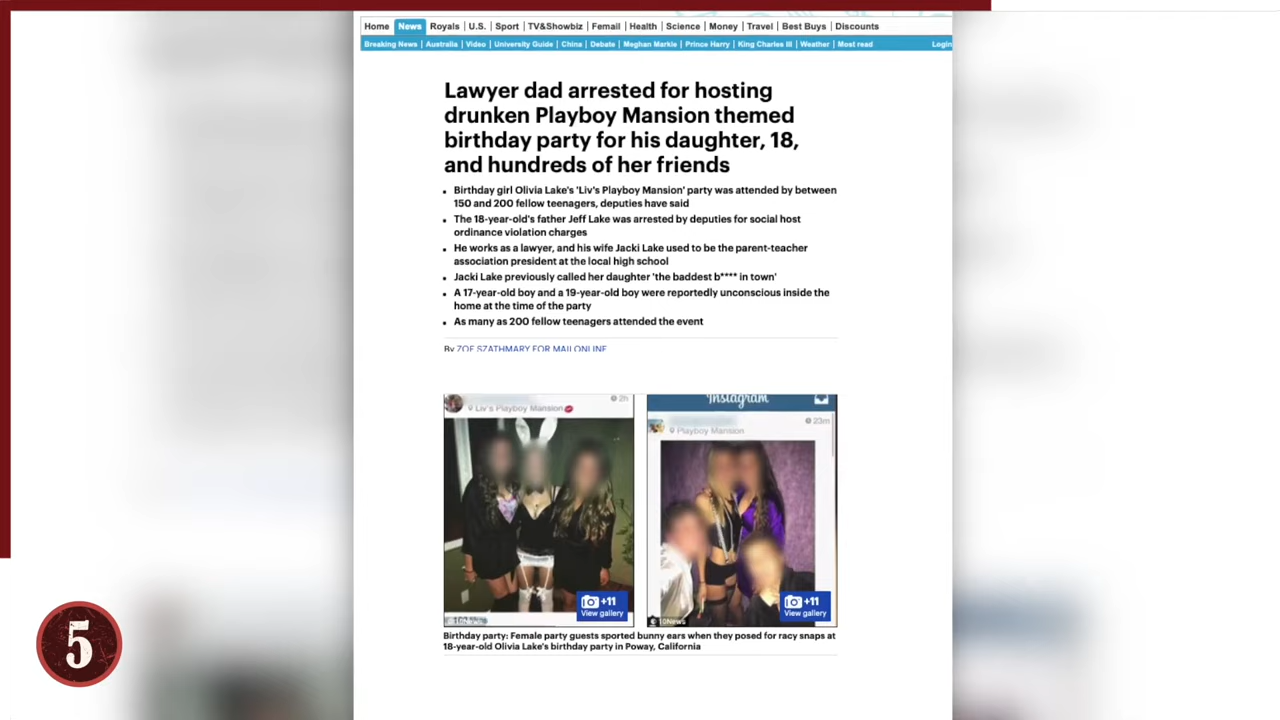 Home News Royals U.S. Sport TV&Showbiz Femail Health Science Money Travel Best Buys Discounts
Breaking News Australia Video University Guide China Debate Meghan Markle Prince Harry King Charles III Weather Most read Login
Lawyer dad arrested for hosting
drunken Playboy Mansion themed
birthday party for his daughter, 18,
and hundreds of her friends
Birthday girl Olivia Lake's 'Liv's Playboy Mansion' party was attended by between
150 and 200 fellow teenagers, deputies have said
The 18-year-old's father Jeff Lake was arrested by deputies for social host
ordinance violation charges
He works as a lawyer, and his wife Jacki Lake used to be the parent-teacher
association president at the local high school
Jacki Lake previously called her daughter 'the baddest b**** in town'
A 17-year-old boy and a 19-year-old boy were reportedly unconscious inside the
home at the time of the party
As many as 200 fellow teenagers attended the event
By ZOE SZATHMARY FOR MAILONLINE
2h
Liv's Playboy Mansion
+11
View gallery
Instagram
23m
Playboy Mansion
10News
+11
View gallery
Birthday party: Female party guests sported bunny ears when they posed for racy snaps at
18-year-old Olivia Lake's birthday party in Poway, California
5